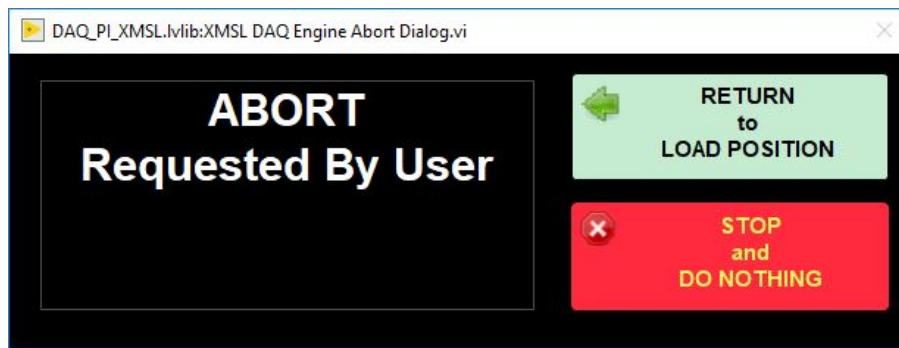 DAQ_PI_XMSL.lvlib:XMSL DAQ Engine Abort Dialog.vi
ABORT
Requested By User
RETURN
to
LOAD POSITION
STOP
and
DO NOTHING